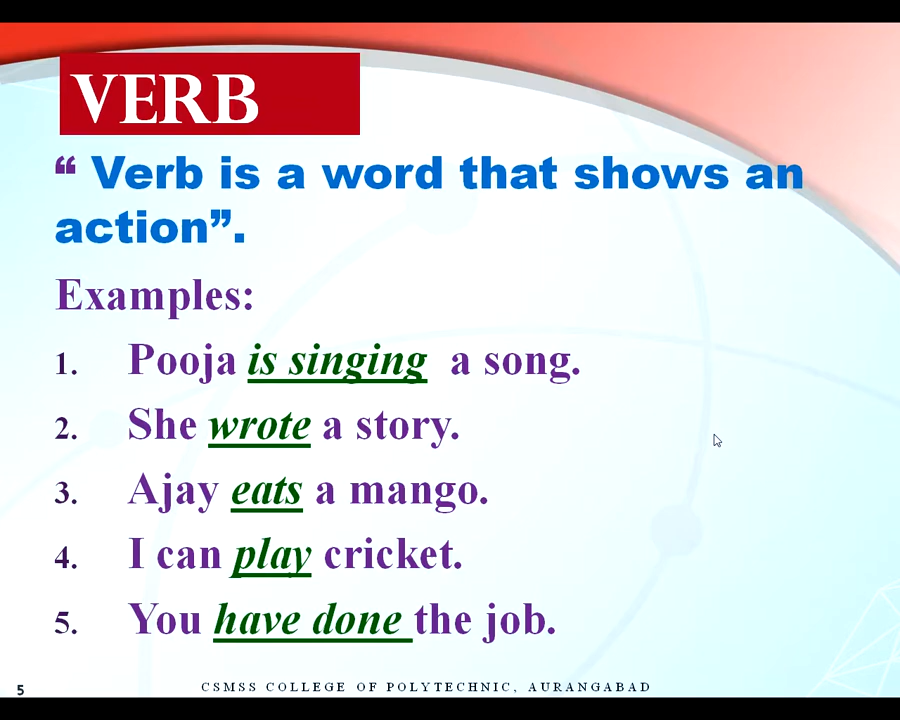 VERB
“ Verb is a word that shows an
action”.
Examples:
1. Pooja is singing a song.
2. She wrote a story.
3. Ajay eats a mango.
4. I can play cricket.
5. You have done the job.
5 CSMSS COLLEGE OF POLYTECHNIC, AURANGABAD